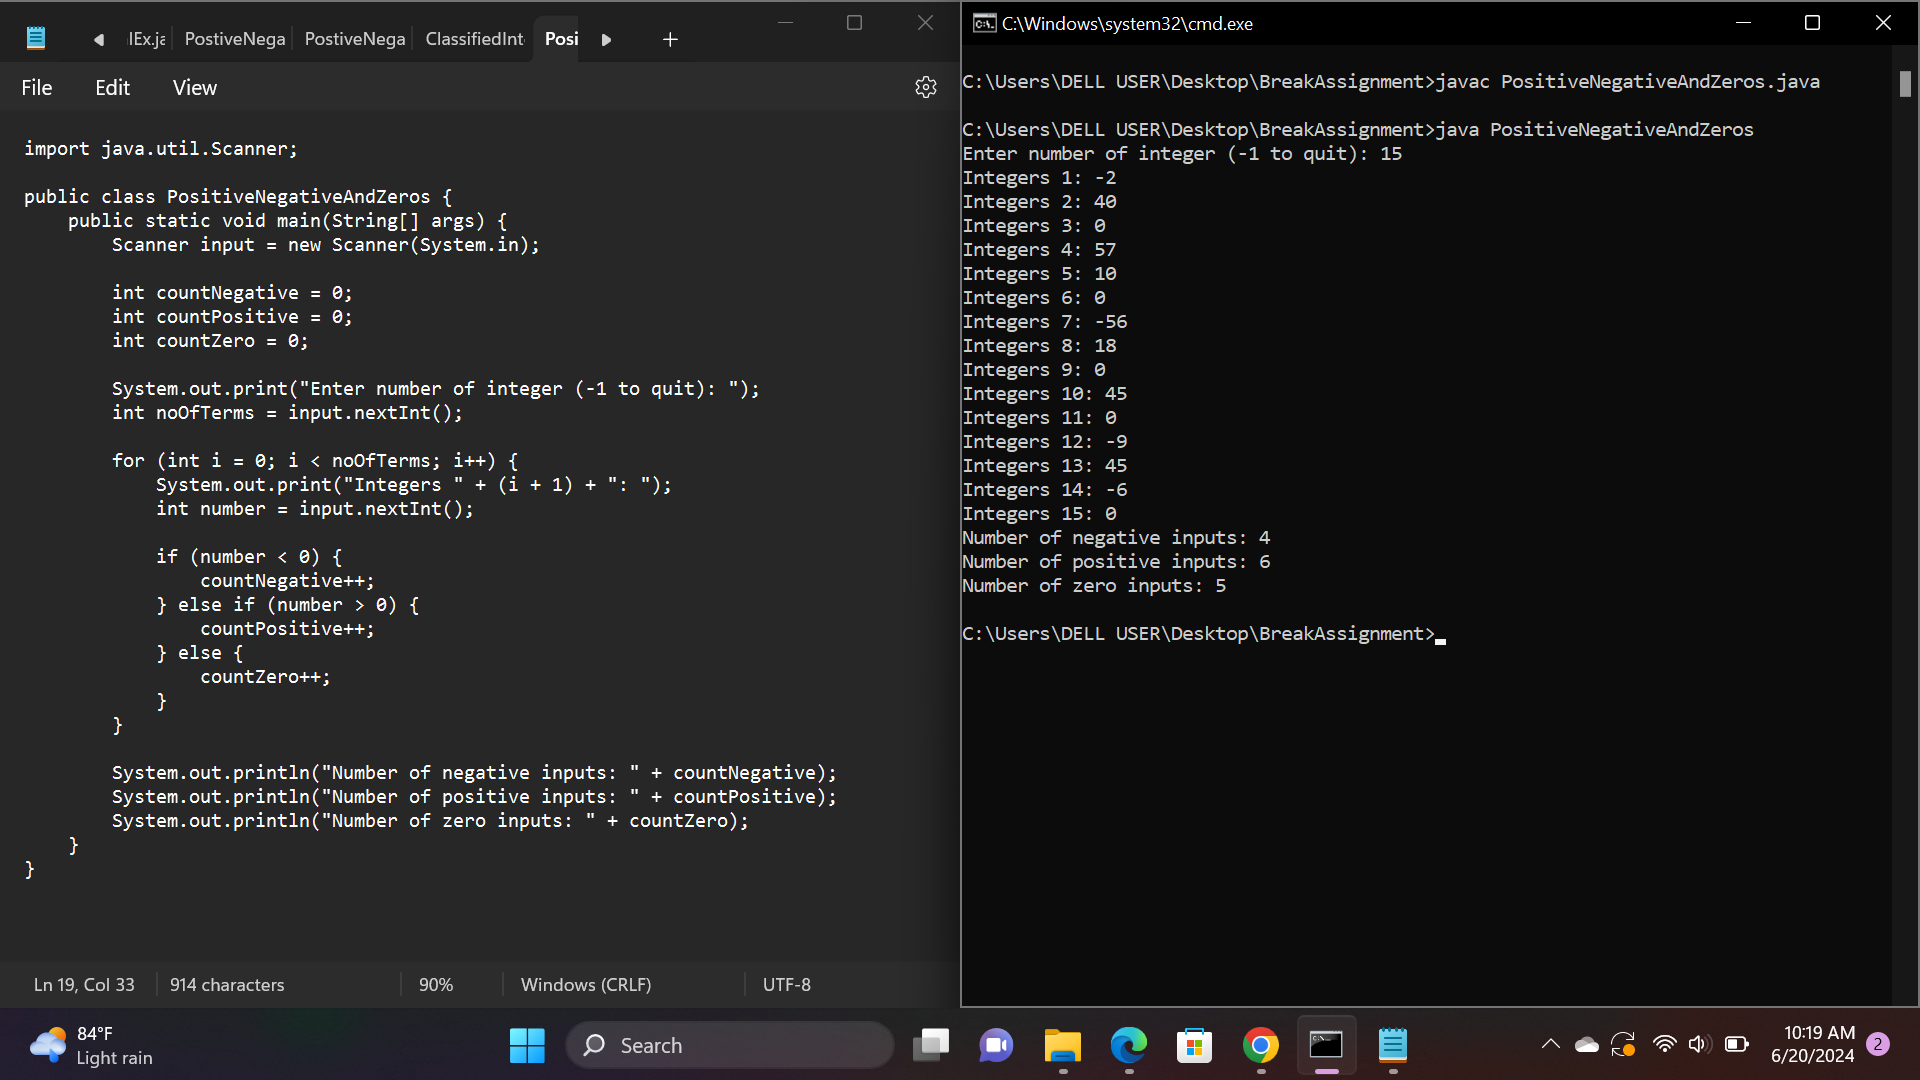 lEx.ja PostiveNega PostiveNega ClassifiedInt Posi
File Edit View
import java.util.Scanner;
public class PositiveNegativeAndZeros {
public static void main(String[] args) {
Scanner input = new Scanner(System.in);
int countNegative = 0;
int countPositive = 0;
int countZero = 0;
System.out.print("Enter number of integer (-1 to quit): ");
int noOfTerms = input.nextInt();
for (int i = 0; i < noOfTerms; i++) {
System.out.print("Integers " + (i + 1) + ": ");
int number = input.nextInt();
if (number < 0) {
countNegative++;
} else if (number > 0) {
countPositive++;
} else {
countZero++;
}
}
System.out.println("Number of negative inputs: " + countNegative);
System.out.println("Number of positive inputs: " + countPositive);
System.out.println("Number of zero inputs: " + countZero);
}
}
Ln 19, Col 33 914 characters 90% Windows (CRLF) UTF-8
C:\Windows\system32\cmd.exe
C:\Users\DELL USER\Desktop\BreakAssignment>javac PositiveNegativeAndZeros.java
C:\Users\DELL USER\Desktop\BreakAssignment>java PositiveNegativeAndZeros
Enter number of integer (-1 to quit): 15
Integers 1: -2
Integers 2: 40
Integers 3: 0
Integers 4: 57
Integers 5: 10
Integers 6: 0
Integers 7: -56
Integers 8: 18
Integers 9: 0
Integers 10: 45
Integers 11: 0
Integers 12: -9
Integers 13: 45
Integers 14: -6
Integers 15: 0
Number of negative inputs: 4
Number of positive inputs: 6
Number of zero inputs: 5
C:\Users\DELL USER\Desktop\BreakAssignment>
84°F
Light rain
Search
10:19 AM
6/20/2024
2